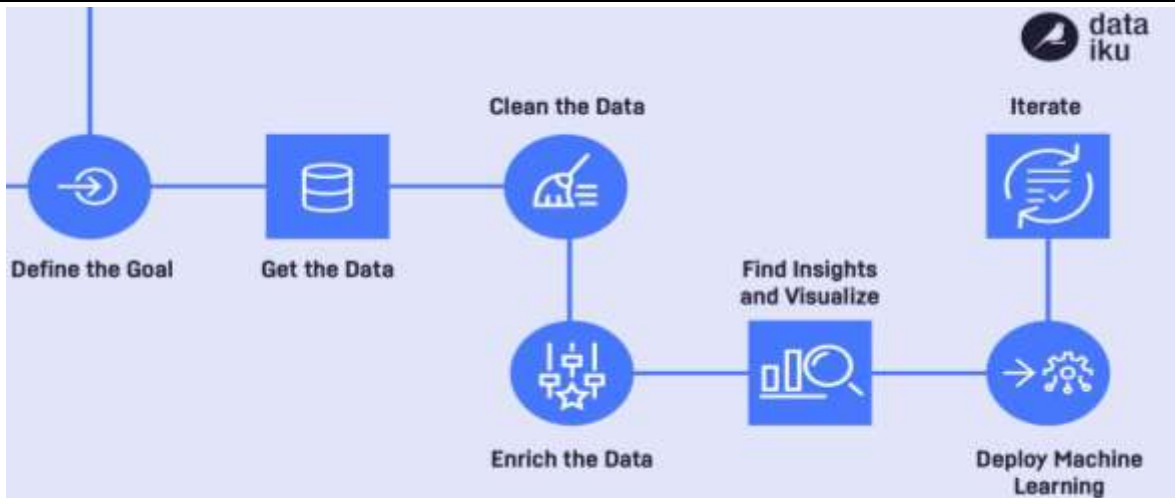 data
iku
Clean the Data
Iterate
Define the Goal
Get the Data
Find Insights
and Visualize
Enrich the Data
Deploy Machine
Learning